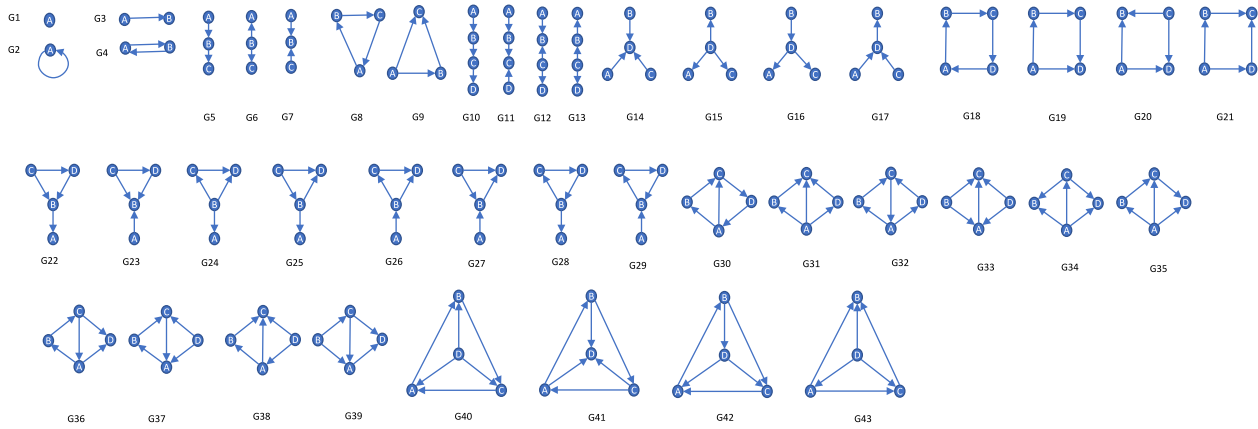 G1 A
G2 A
G3 A B
G4 A B
A
B
C
G5
A
B
C
G6
A
B
C
G7
B C
A
G8
C
A B
G9
A
B
C
D
G10
A
B
C
D
G11
A
B
C
D
G12
A
B
C
D
G13
B
D
A C
G14
B
D
A C
G15
B
D
A C
G16
B
D
A C
G17
B C
A D
G18
B C
A D
G19
B C
A D
G20
B C
A D
G21
C D
B
A
G22
C D
B
A
G23
C D
B
A
G24
C D
B
A
G25
C D
B
A
G26
C D
B
A
G27
C D
B
A
G28
C D
B
A
G29
C
B D
A
G30
C
B D
A
G31
C
B D
A
G32
C
B D
A
G33
C
B D
A
G34
C
B D
A
G35
C
B D
A
G36
C
B D
A
G37
C
B D
A
G38
C
B D
A
G39
B
D
A C
G40
B
D
A C
G41
B
D
A C
G42
B
D
A C
G43